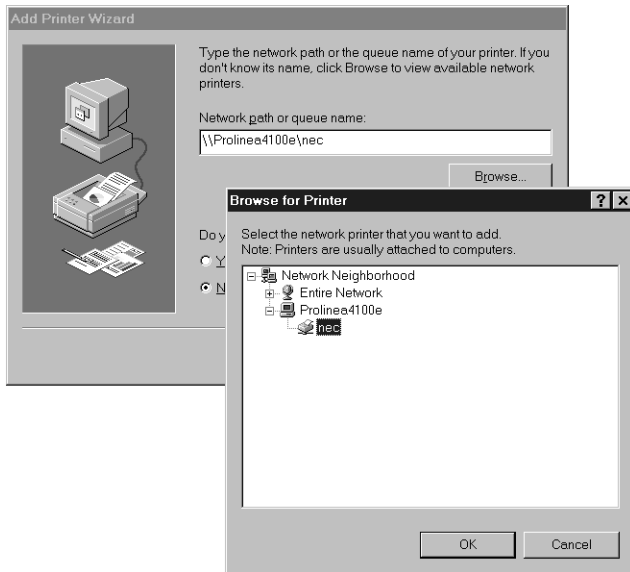 Add Printer Wizard
Type the network path or the queue name of your printer. If you
don't know its name, click Browse to view available network
printers.
Network path or queue name:
\\Prolinea4100e\nec
Browse...
Do y
Y
N
Browse for Printer
Select the network printer that you want to add.
Note: Printers are usually attached to computers.
Network Neighborhood
Entire Network
Prolinea4100e
nec
OK
Cancel